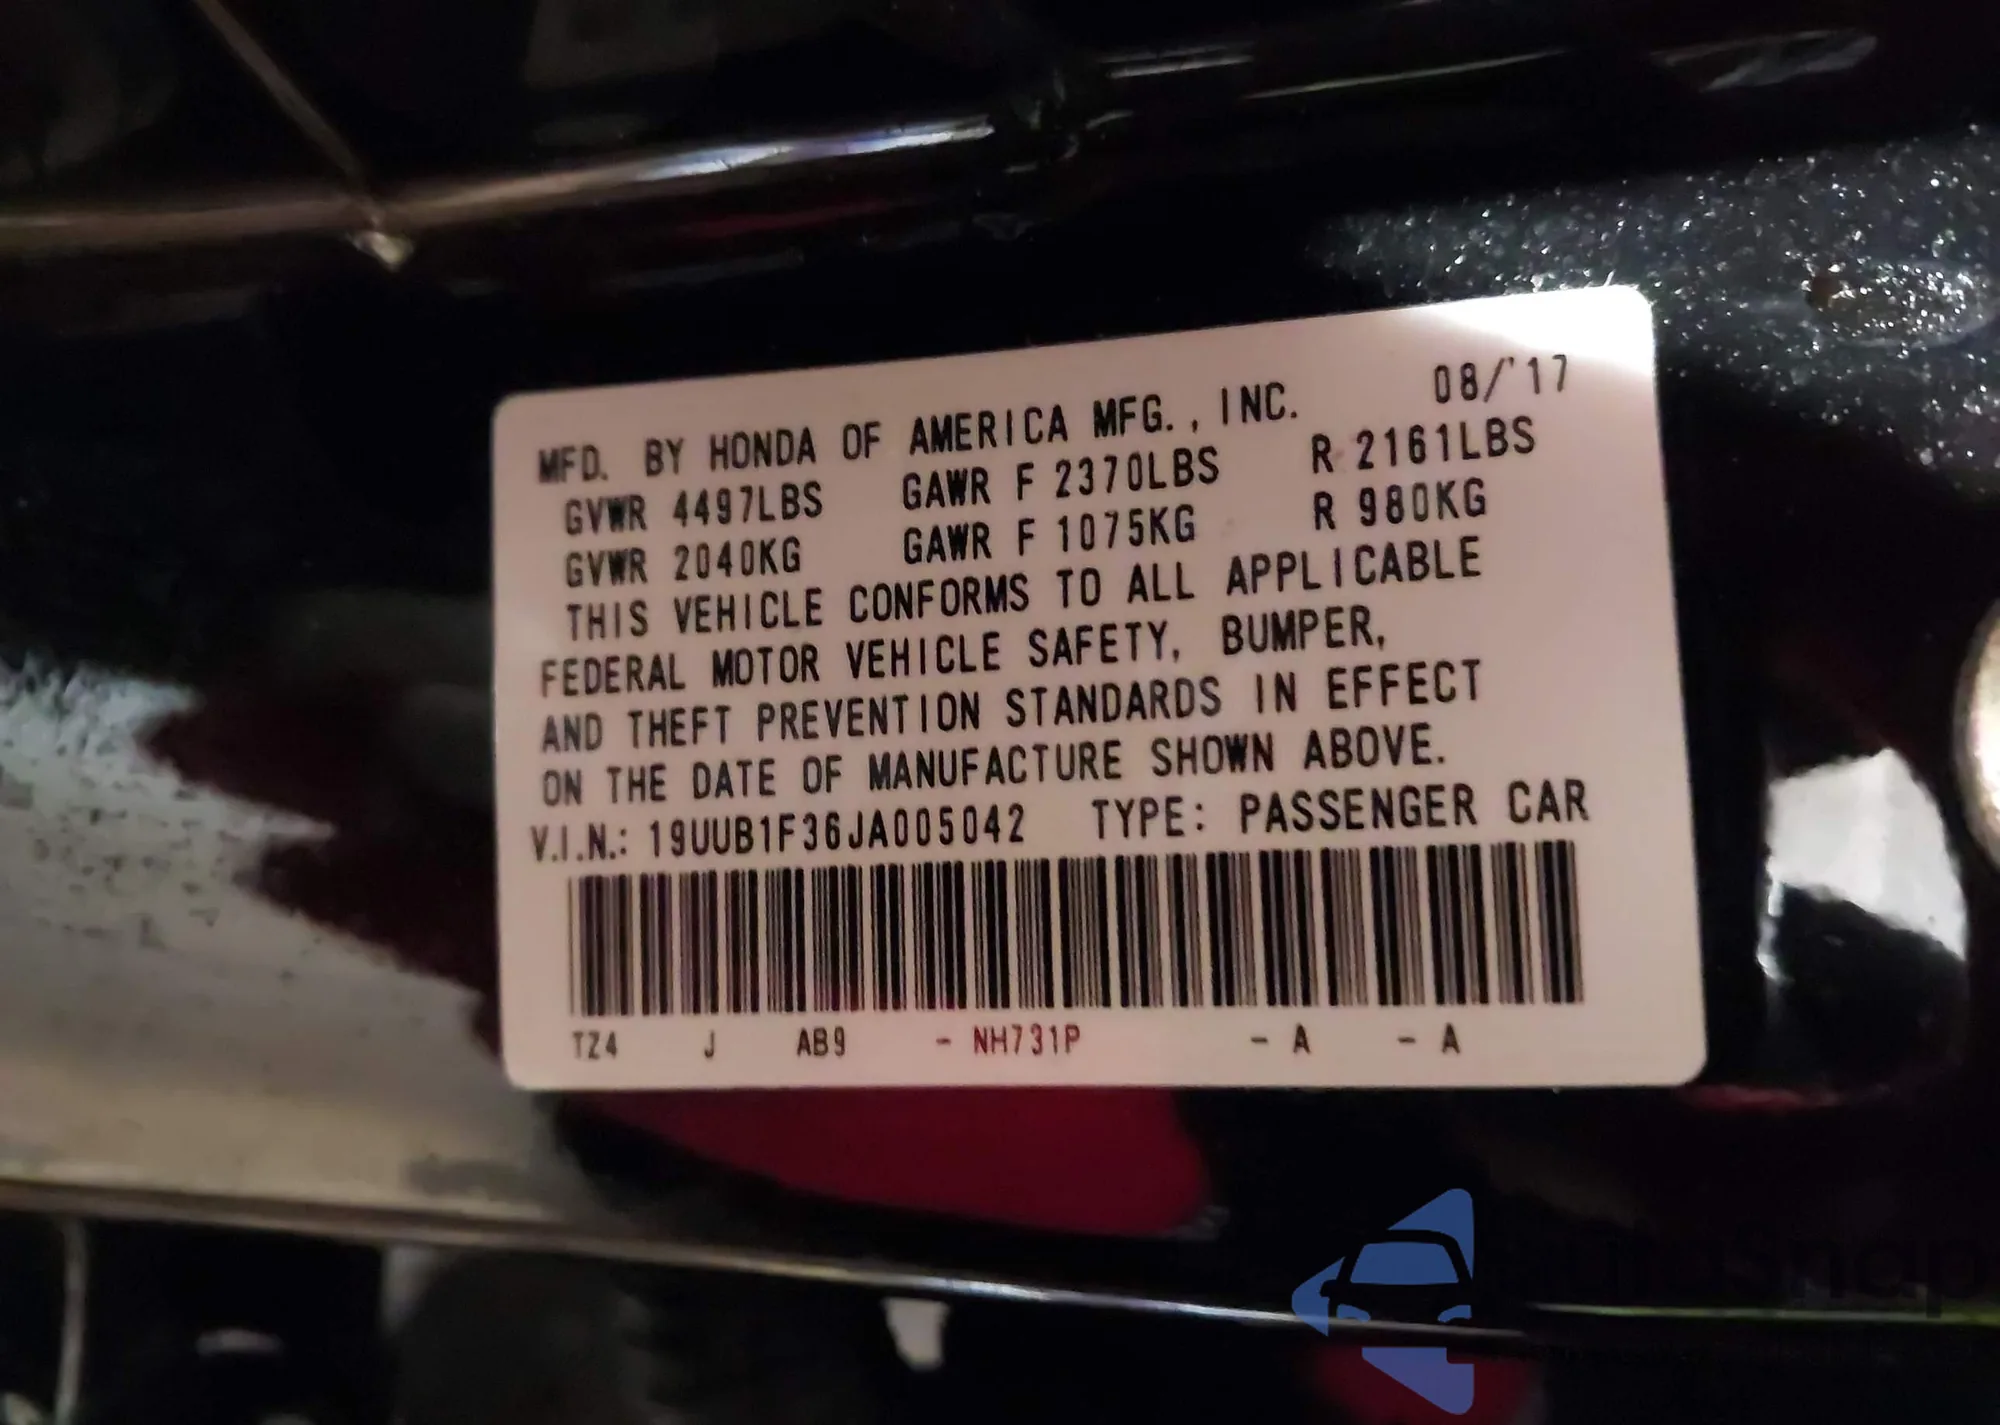 MFD. BY HONDA OF AMERICA MFG., INC. 08/'17
GVWR 4497LBS GAWR F 2370LBS R 2161LBS
GVWR 2040KG GAWR F 1075KG R 980KG
THIS VEHICLE CONFORMS TO ALL APPLICABLE
FEDERAL MOTOR VEHICLE SAFETY, BUMPER,
AND THEFT PREVENTION STANDARDS IN EFFECT
ON THE DATE OF MANUFACTURE SHOWN ABOVE.
V.I.N.: 19UUB1F36JA005042 TYPE: PASSENGER CAR
TZ4 J AB9 - NH731P - A - A